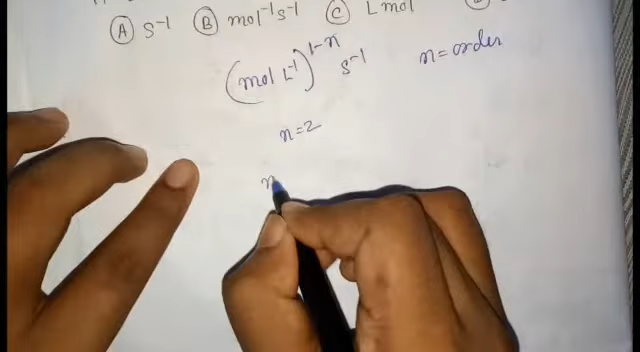 (A) S⁻¹ (B) mol⁻¹s⁻¹ (C) L mol
(mol L⁻¹)¹⁻ⁿ s⁻¹ n = order
n = 2